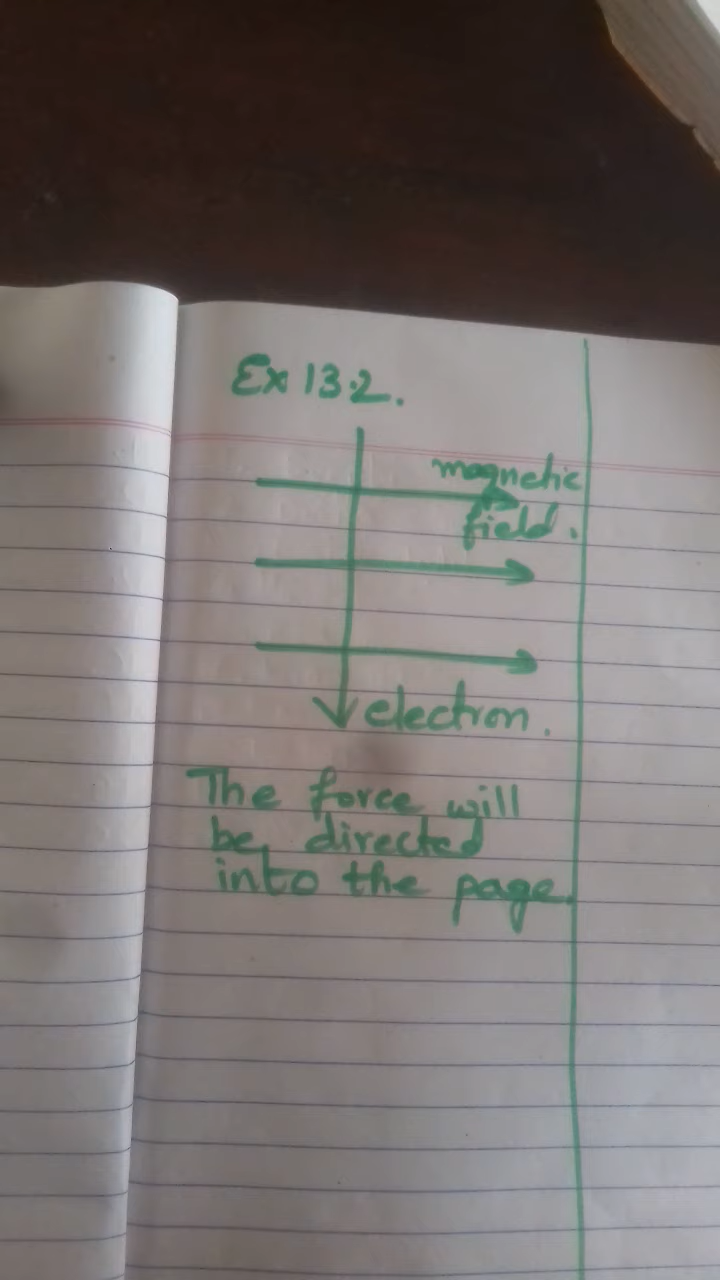 Ex 13.2.
magnetic
field.
electron.
The force will
be directed
into the page.